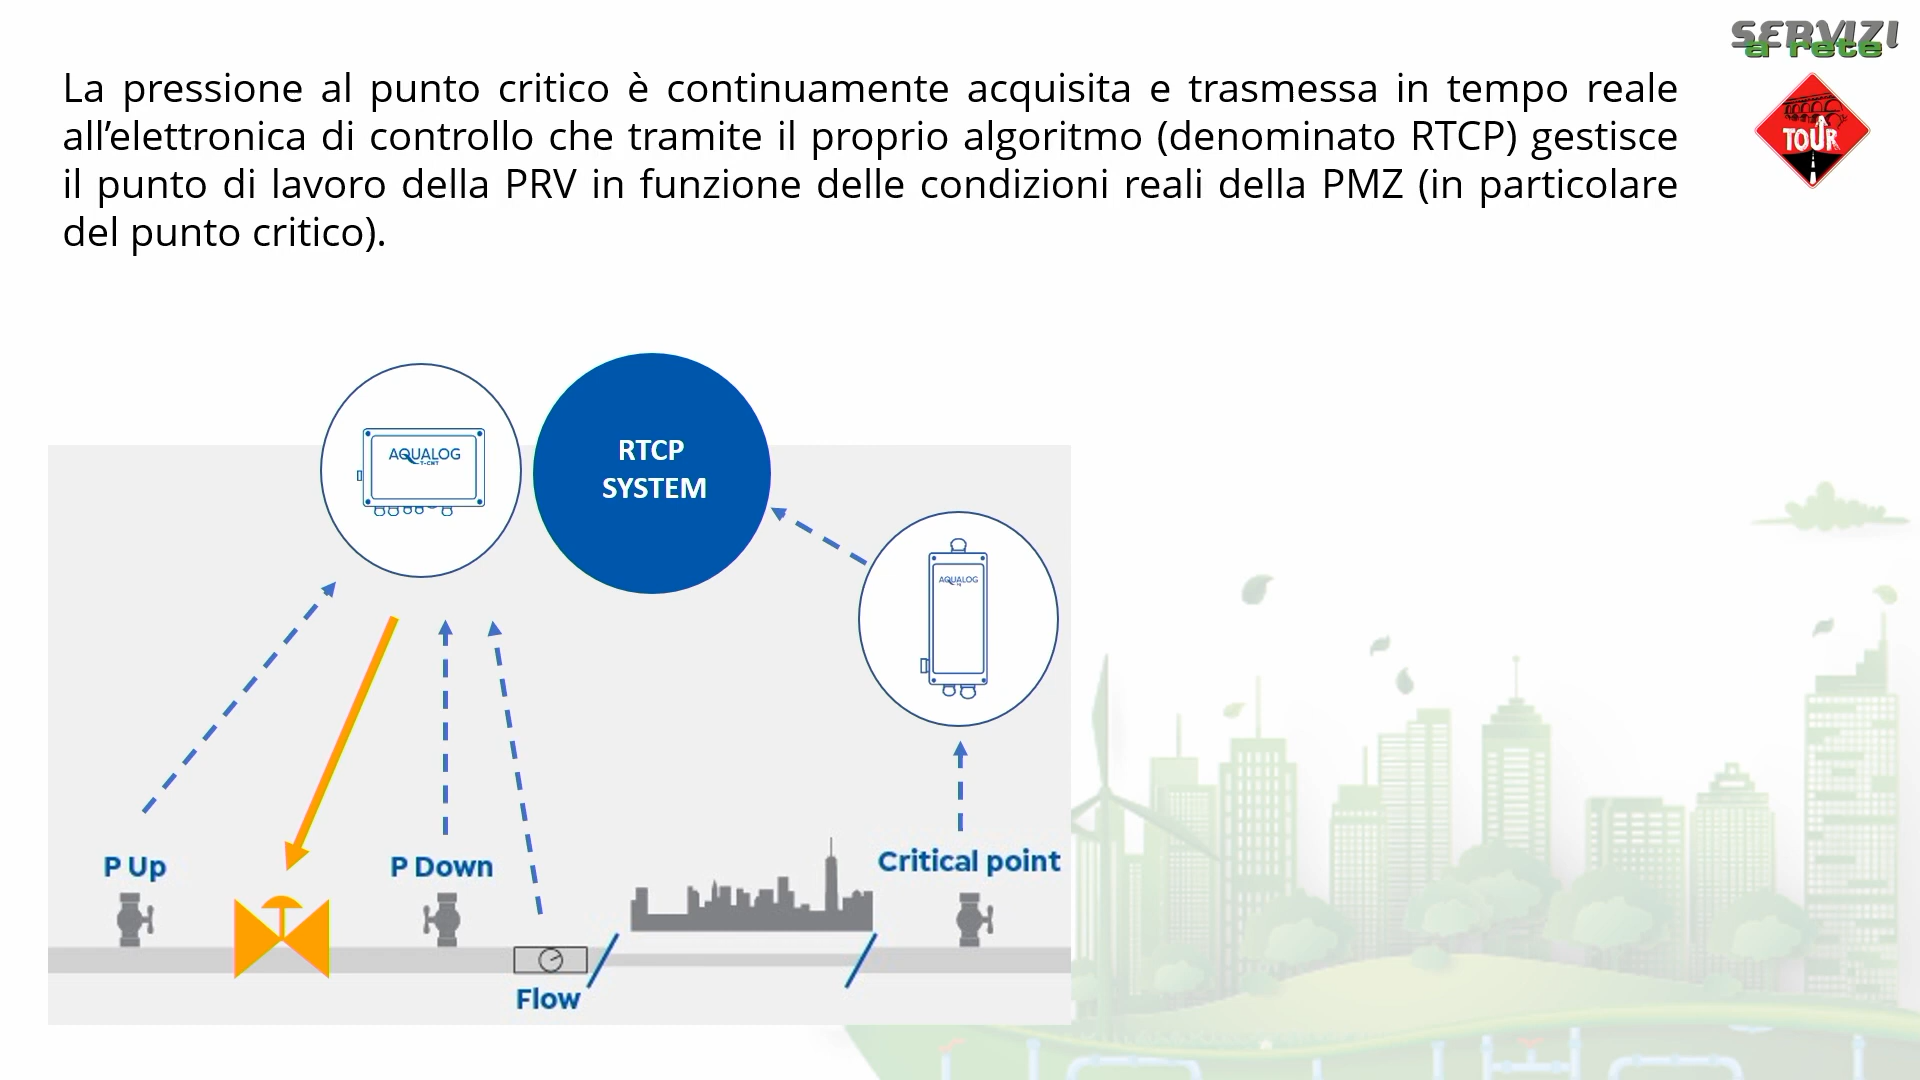 SERVIZI
a rete
La pressione al punto critico è continuamente acquisita e trasmessa in tempo reale
all’elettronica di controllo che tramite il proprio algoritmo (denominato RTCP) gestisce
il punto di lavoro della PRV in funzione delle condizioni reali della PMZ (in particolare
del punto critico).
TOUR
AQUALOG
T-CNT
RTCP
SYSTEM
AQUALOG
P Up
P Down
Critical point
Flow